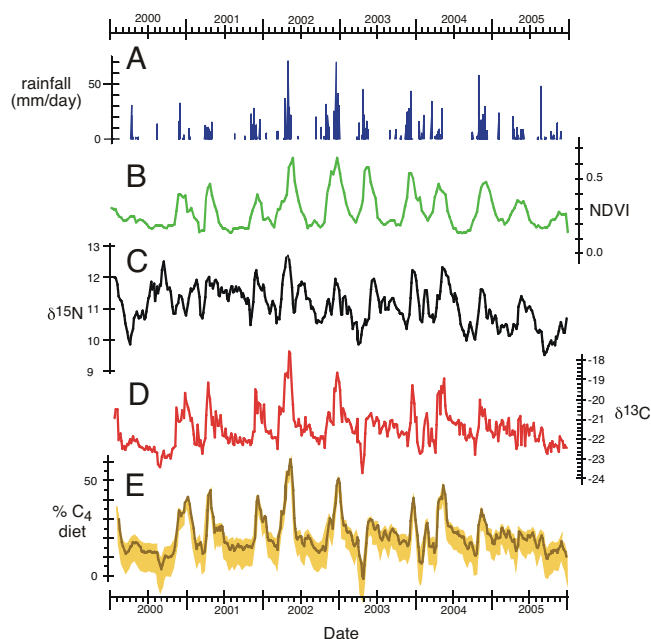 2000 2001 2002 2003 2004 2005
A
rainfall
(mm/day)
50
0
B
0.5
NDVI
0.0
C
13
12
11
δ15N
10
9
D
-18
-19
-20
-21
δ13C
-22
-23
-24
E
50
% C4
diet
0
2000 2001 2002 2003 2004 2005
Date